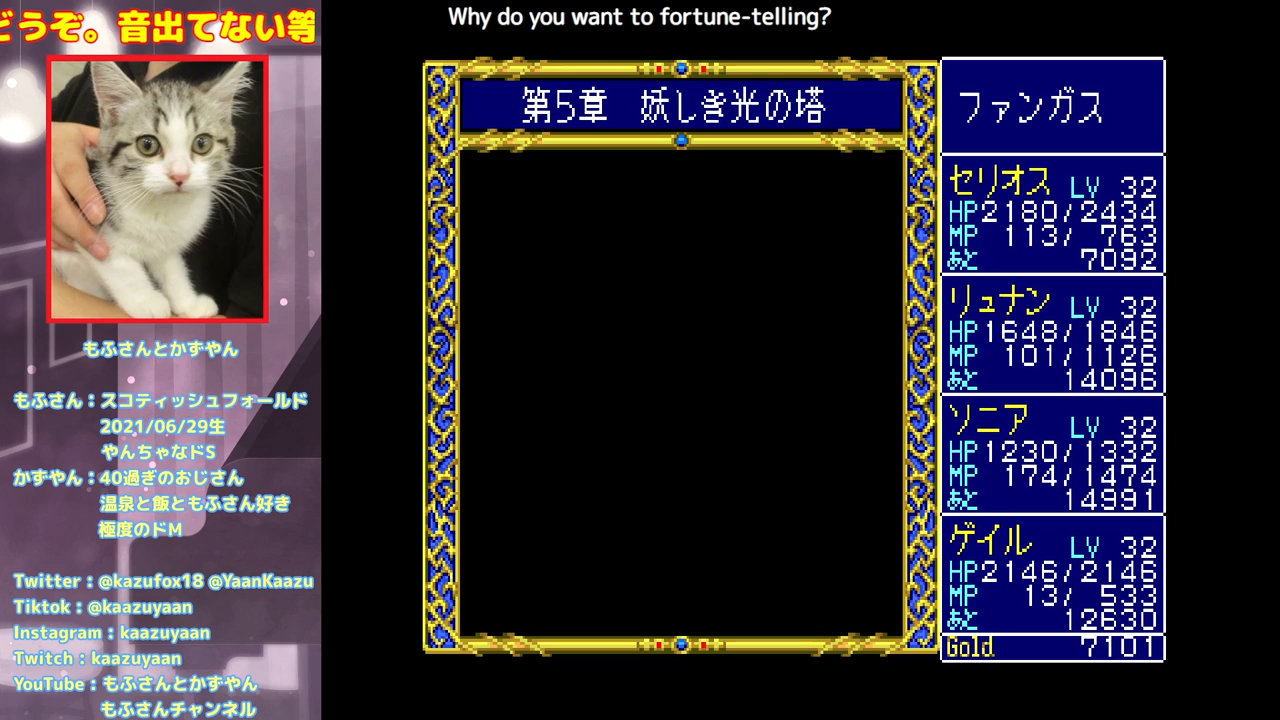 どうぞ。音出てない等
もふさんとかずやん
もふさん：スコティッシュフォールド
2021/06/29生
やんちゃなドS
かずやん：40過ぎのおじさん
温泉と飯ともふさん好き
極度のドM
Twitter：@kazufox18 @YaanKaazu
Tiktok：@kaazuyaan
Instagram：kaazuyaan
Twitch：kaazuyaan
YouTube：もふさんとかずやん
もふさんチャンネル
Why do you want to fortune-telling?
第5章 妖しき光の塔
ファンガス
セリオス LV 32
HP2180/2434
MP 113/ 763
あと 7092
リュナン LV 32
HP1648/1846
MP 101/1126
あと 14096
ソニア LV 32
HP1230/1332
MP 174/1474
あと 14991
ゲイル LV 32
HP2146/2146
MP 13/ 533
あと 12630
Gold 7101